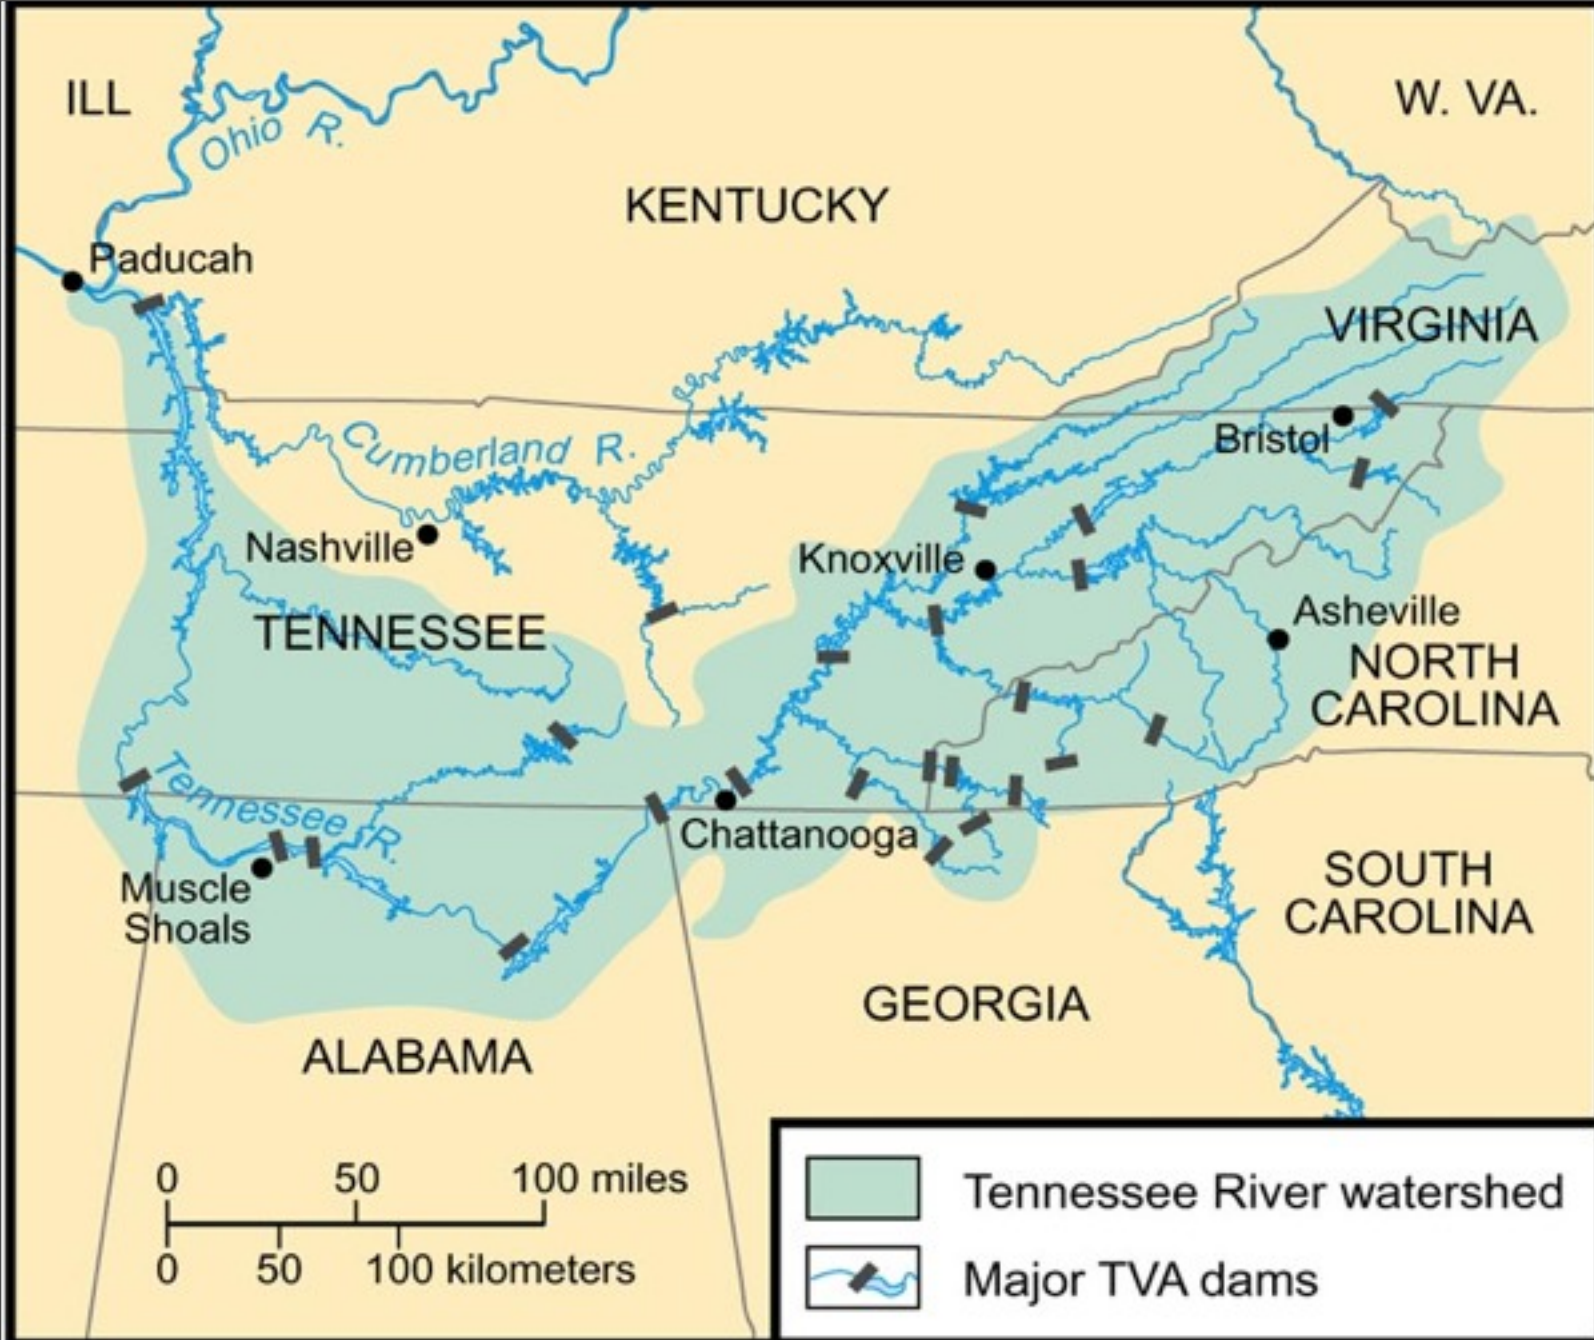 ILL
Ohio R.
W. VA.
KENTUCKY
Paducah
VIRGINIA
Cumberland R.
Bristol
Nashville
Knoxville
TENNESSEE
Asheville
NORTH
CAROLINA
Tennessee R.
Chattanooga
Muscle
Shoals
SOUTH
CAROLINA
GEORGIA
ALABAMA
0 50 100 miles
0 50 100 kilometers
Tennessee River watershed
Major TVA dams